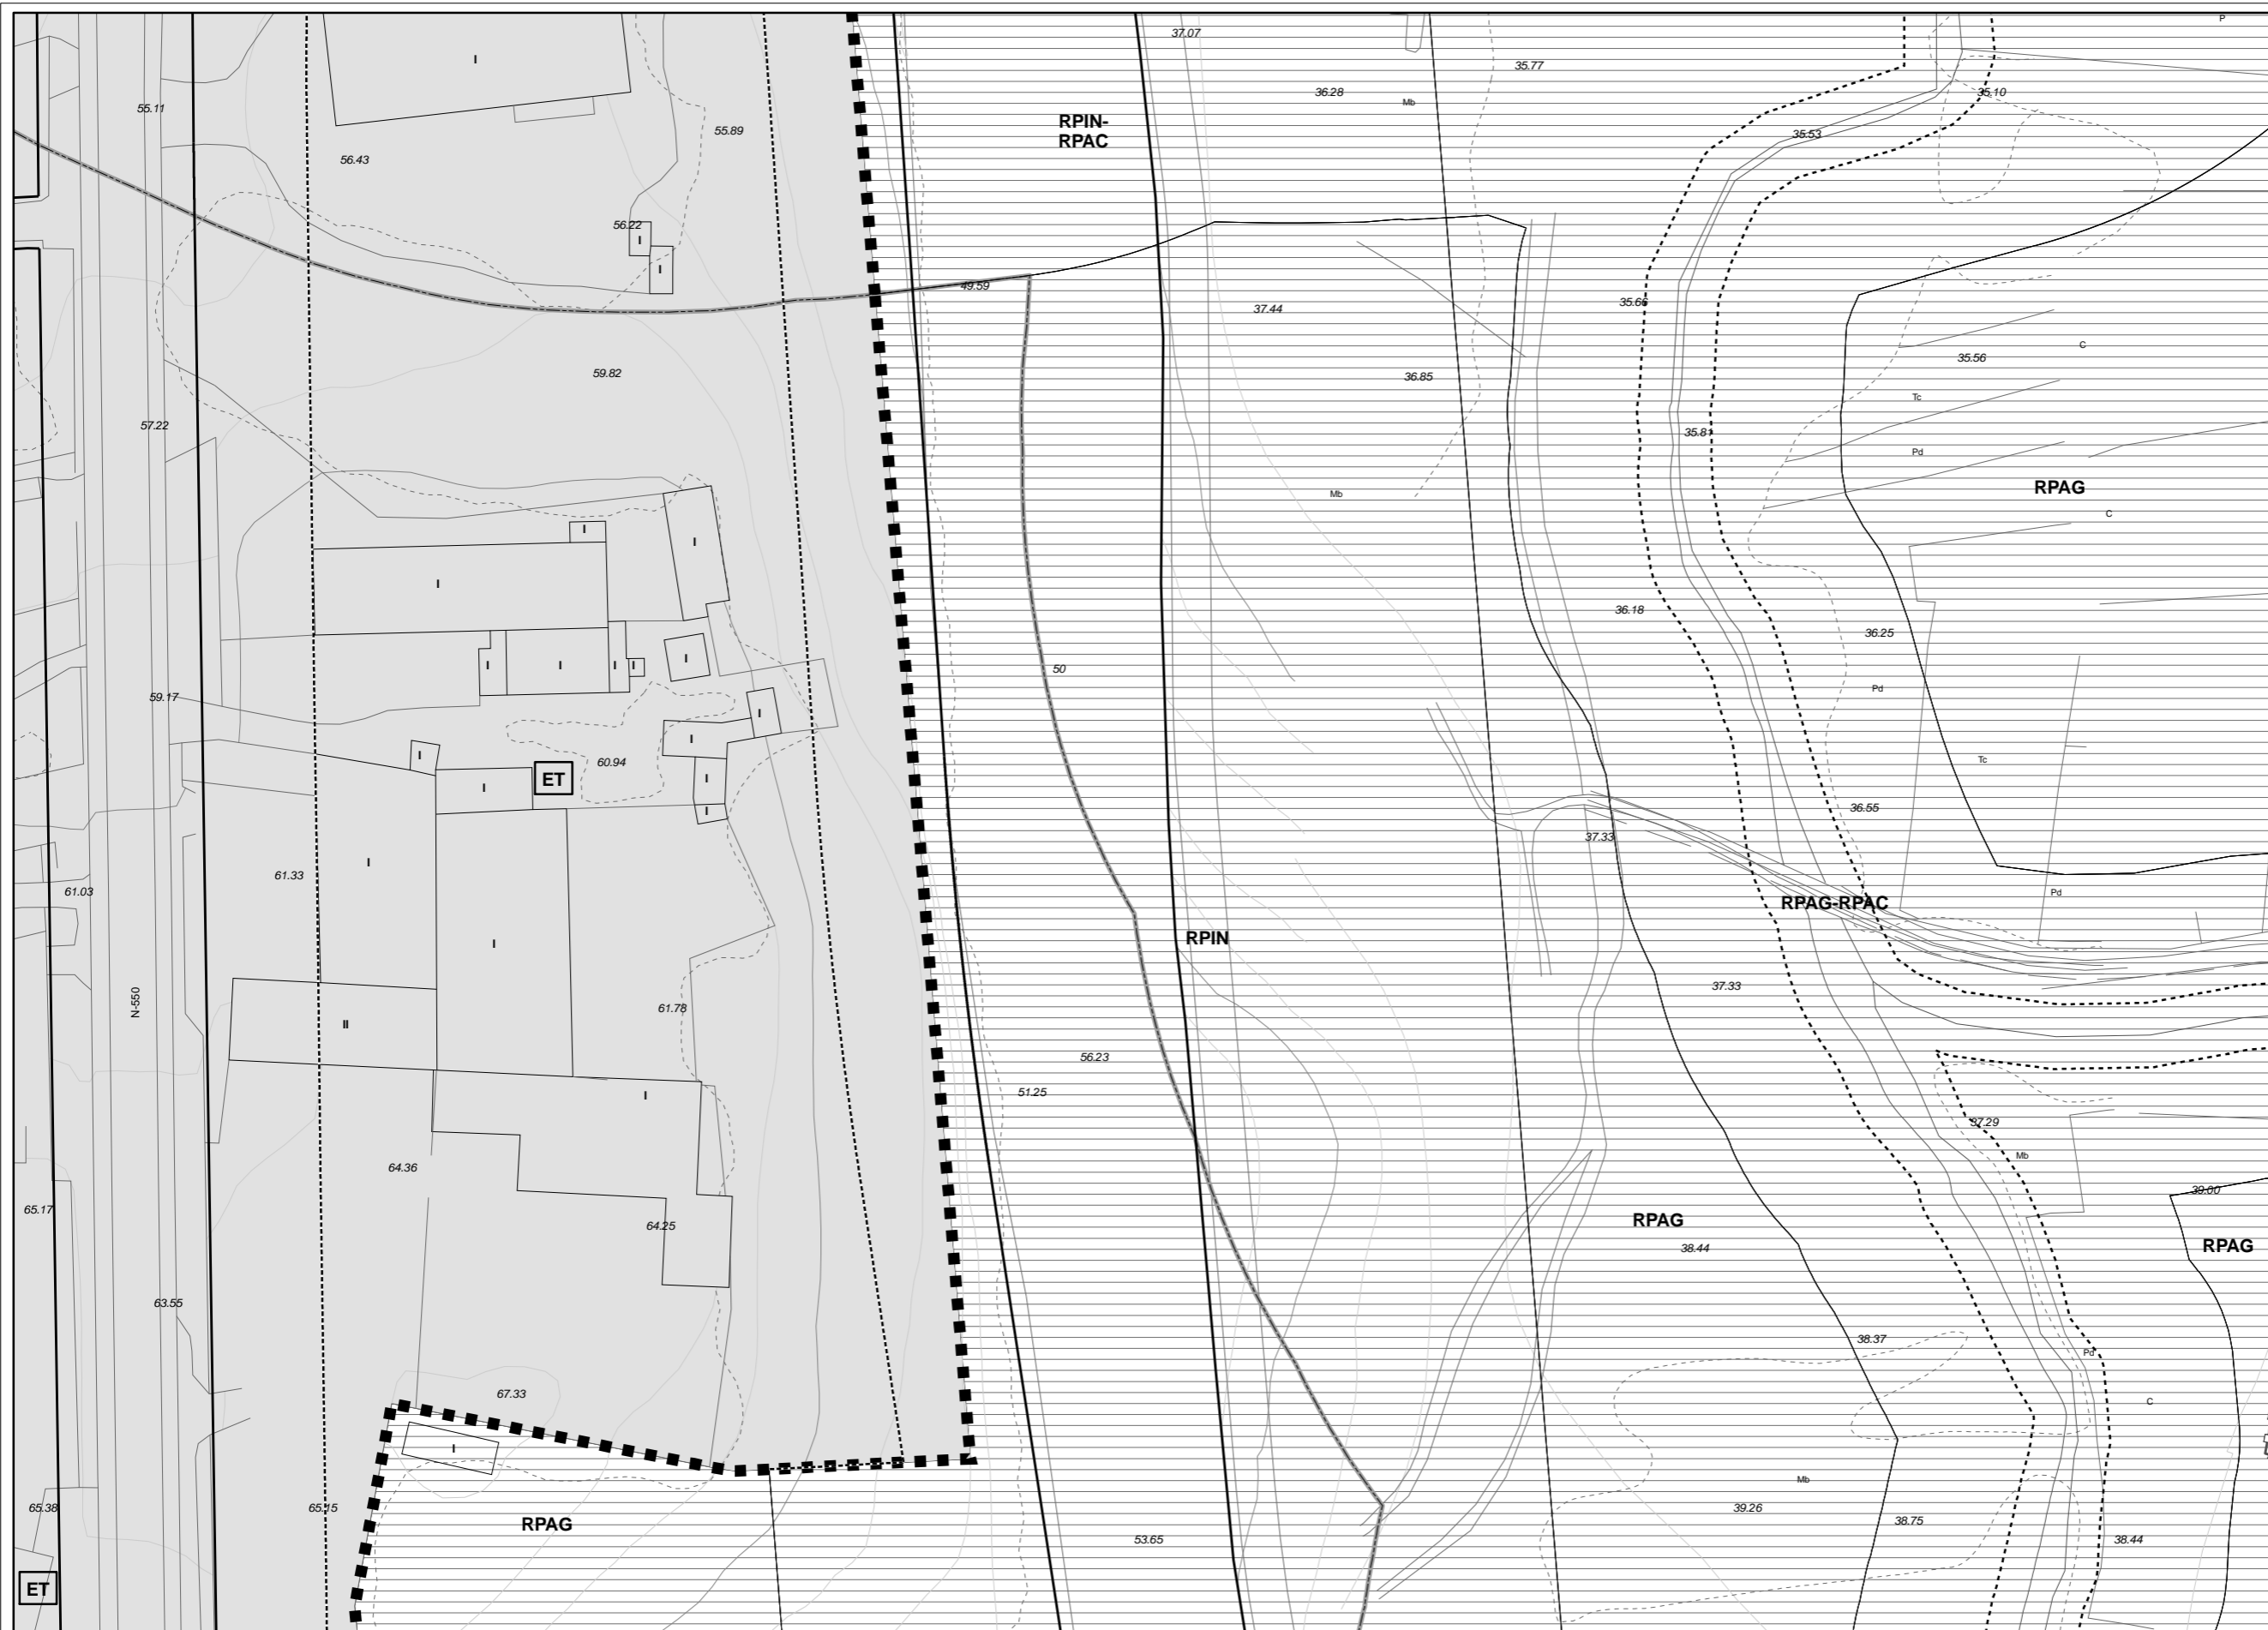 P
37.07
I
35.77
36.28
35.10
Mb
55.11
RPIN-
RPAC
55.89
35.53
56.43
56.22
I
I
49.59
35.66
37.44
C
35.56
59.82
36.85
Tc
57.22
35.81
Pd
RPAG
Mb
C
I
I
I
36.18
36.25
I
I
I
I
I
50
Pd
59.17
I
I
I
Tc
60.94
ET
I
I
36.55
I
37.33
I
61.33
61.03
Pd
RPAG-RPAC
RPIN
I
37.33
N-550
61.78
II
56.23
51.25
I
37.29
Mb
64.36
39.00
65.17
RPAG
64.25
RPAG
38.44
63.55
38.37
Pd
67.33
C
I
Mb
65.38
65.15
39.26
RPAG
38.75
53.65
38.44
ET